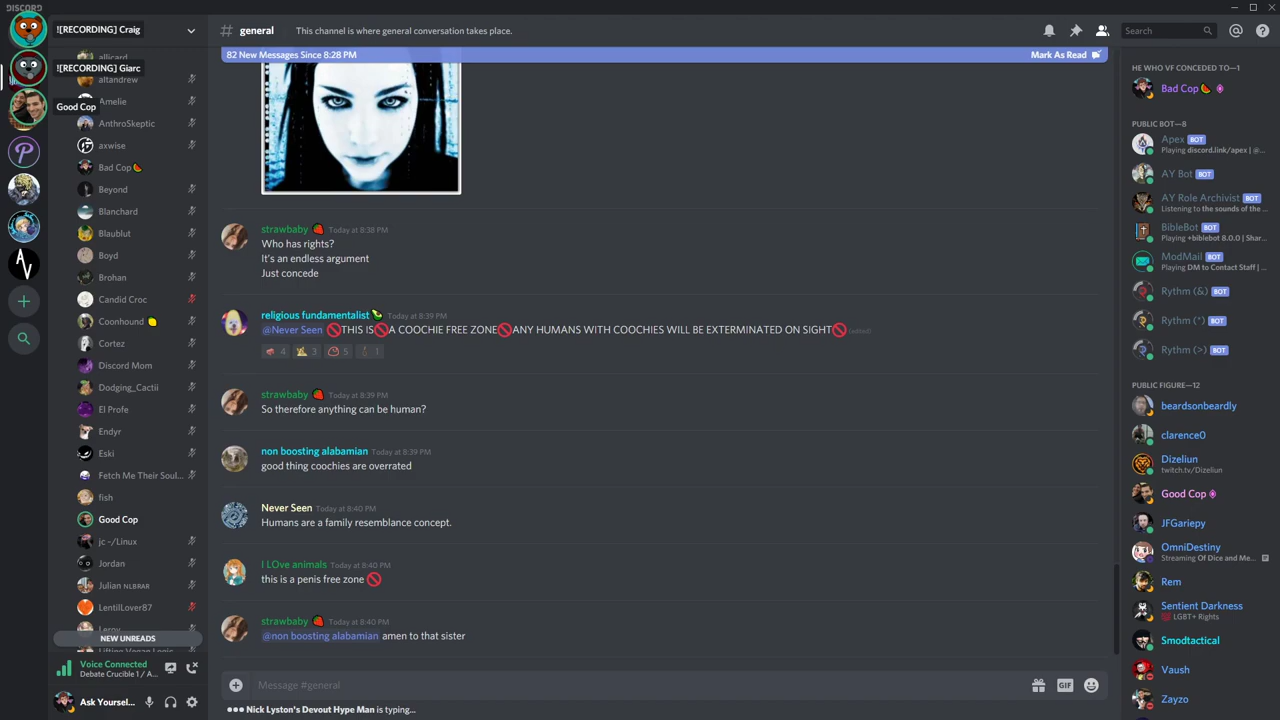 DISCORD
![RECORDING] Craig
![RECORDING] Giarc
Good Cop
allicard
altandrew
Amelie
AnthroSkeptic
axwise
Bad Cop
Beyond
Blanchard
Blaublut
Boyd
Brohan
Candid Croc
Coonhound
Cortez
Discord Mom
Dodging_Cactii
El Profe
Endyr
Eski
Fetch Me Their Soul...
fish
Good Cop
jc ~/Linux
Jordan
Julian NLBRAR
LentilLover87
Leroy
Lifting Vegan Logic
NEW UNREADS
Voice Connected
Debate Crucible 1 / A...
Ask Yoursel...
# general
This channel is where general conversation takes place.
Search
82 New Messages Since 8:28 PM
Mark As Read
strawbaby Today at 8:38 PM
Who has rights?
It's an endless argument
Just concede
religious fundamentalist Today at 8:39 PM
@Never Seen THIS IS A COOCHIE FREE ZONE ANY HUMANS WITH COOCHIES WILL BE EXTERMINATED ON SIGHT (edited)
4 3 5 1
strawbaby Today at 8:39 PM
So therefore anything can be human?
non boosting alabamian Today at 8:39 PM
good thing coochies are overrated
Never Seen Today at 8:40 PM
Humans are a family resemblance concept.
I LOve animals Today at 8:40 PM
this is a penis free zone
strawbaby Today at 8:40 PM
@non boosting alabamian amen to that sister
Message #general
GIF
Nick Lyston's Devout Hype Man is typing...
HE WHO VF CONCEDED TO—1
Bad Cop
PUBLIC BOT—8
Apex BOT
Playing discord.link/apex | @...
AY Bot BOT
AY Role Archivist BOT
Listening to the sounds of the ...
BibleBot BOT
Playing +biblebot 8.0.0 | Shar...
ModMail BOT
Playing DM to Contact Staff | ...
Rythm (&) BOT
Rythm (*) BOT
Rythm (>) BOT
PUBLIC FIGURE—12
beardsonbeardly
clarence0
Dizeliun
twitch.tv/Dizeliun
Good Cop
JFGariepy
OmniDestiny
Streaming Of Dice and Me...
Rem
Sentient Darkness
LGBT+ Rights
Smodtactical
Vaush
Zayzo